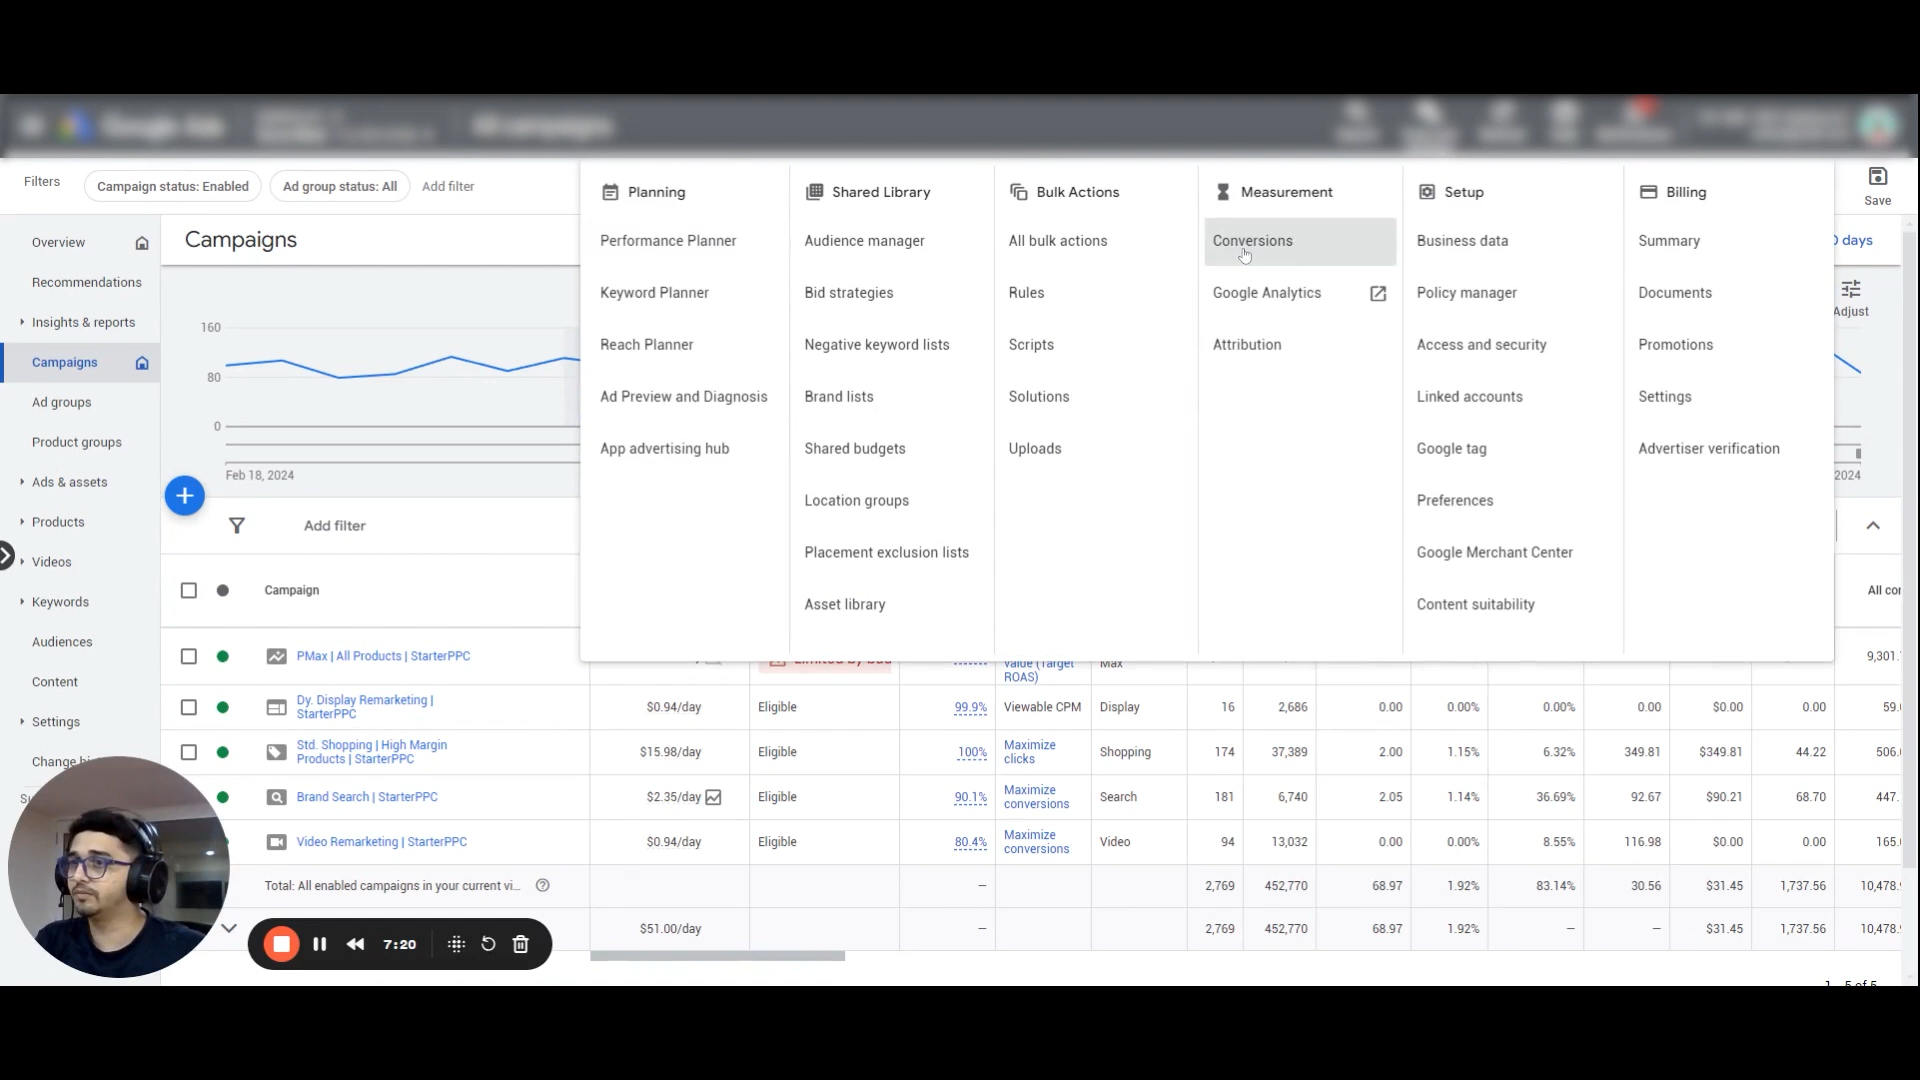 Filters
Campaign status: Enabled
Ad group status: All
Add filter
Save
Overview
Recommendations
Insights & reports
Campaigns
Ad groups
Product groups
Ads & assets
Products
Videos
Keywords
Audiences
Content
Settings
Campaigns
160
80
0
Feb 18, 2024
Add filter
Planning
Performance Planner
Keyword Planner
Reach Planner
Ad Preview and Diagnosis
App advertising hub
Shared Library
Audience manager
Bid strategies
Negative keyword lists
Brand lists
Shared budgets
Location groups
Placement exclusion lists
Asset library
Bulk Actions
All bulk actions
Rules
Scripts
Solutions
Uploads
Measurement
Conversions
Google Analytics
Attribution
Setup
Business data
Policy manager
Access and security
Linked accounts
Google tag
Preferences
Google Merchant Center
Content suitability
Billing
Summary
Documents
Promotions
Settings
Advertiser verification
days
Adjust
2024
Campaign
All
PMax | All Products | StarterPPC
value (Target
ROAS)
Max
9,301.
Dy. Display Remarketing |
StarterPPC
$0.94/day Eligible 99.9% Viewable CPM Display 16 2,686 0.00 0.00% 0.00% 0.00 $0.00 0.00 59.
Std. Shopping | High Margin
Products | StarterPPC
$15.98/day Eligible 100% Maximize
clicks
Shopping 174 37,389 2.00 1.15% 6.32% 349.81 $349.81 44.22 506.
Brand Search | StarterPPC
$2.35/day Eligible 90.1% Maximize
conversions
Search 181 6,740 2.05 1.14% 36.69% 92.67 $90.21 68.70 447.
Video Remarketing | StarterPPC
$0.94/day Eligible 80.4% Maximize
conversions
Video 94 13,032 0.00 0.00% 8.55% 116.98 $0.00 0.00 165.
Total: All enabled campaigns in your current vi... — 2,769 452,770 68.97 1.92% 83.14% 30.56 $31.45 1,737.56 10,478.
$51.00/day — 2,769 452,770 68.97 1.92% — — $31.45 1,737.56 10,478.
7:20